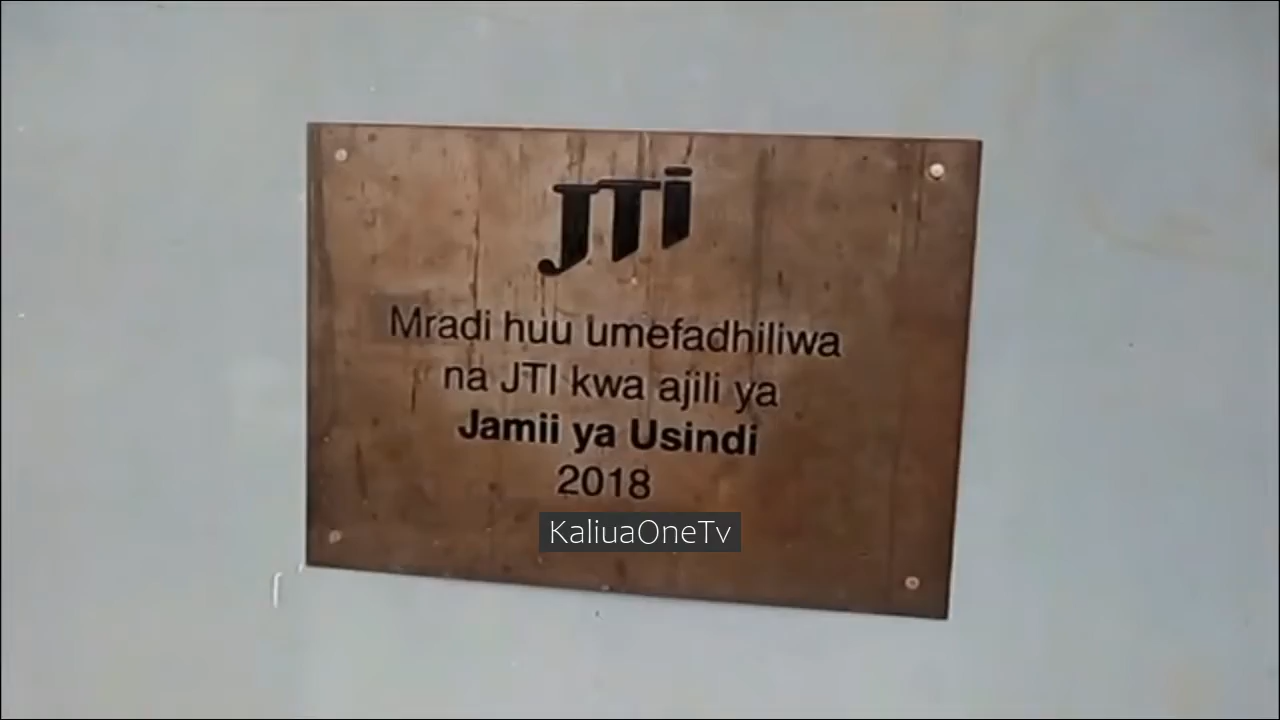 JTi
Mradi huu umefadhiliwa
na JTI kwa ajili ya
Jamii ya Usindi
2018
KaliuaOneTv